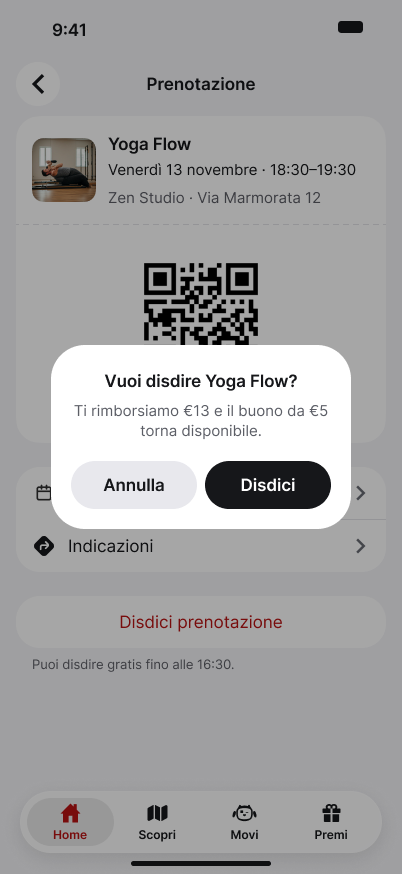 9:41
Prenotazione
Yoga Flow
Venerdì 13 novembre · 18:30–19:30
Zen Studio · Via Marmorata 12
Vuoi disdire Yoga Flow?
Ti rimborsiamo €13 e il buono da €5
torna disponibile.
Annulla
Disdici
Indicazioni
Disdici prenotazione
Puoi disdire gratis fino alle 16:30.
Home
Scopri
Movi
Premi